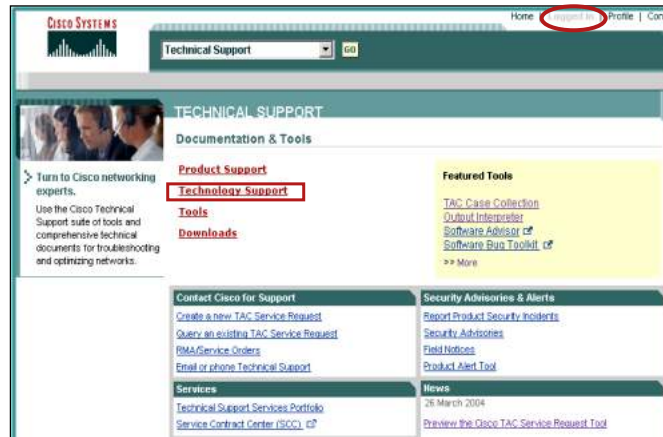 Home | Logged In | Profile | Con
CISCO SYSTEMS
Technical Support
GO
TECHNICAL SUPPORT
Documentation & Tools
Turn to Cisco networking
experts.
Use the Cisco Technical
Support suite of tools and
comprehensive technical
documents for troubleshooting
and optimizing networks.
Product Support
Technology Support
Tools
Downloads
Featured Tools
TAC Case Collection
Output Interpreter
Software Advisor
Software Bug Toolkit
>> More
Contact Cisco for Support
Create a new TAC Service Request
Query an existing TAC Service Request
RMA/Service Orders
Email or phone Technical Support
Security Advisories & Alerts
Report Product Security Incidents
Security Advisories
Field Notices
Product Alert Tool
Services
Technical Support Services Portfolio
Service Contract Center (SCC)
News
26 March 2004
Preview the Cisco TAC Service Request Tool